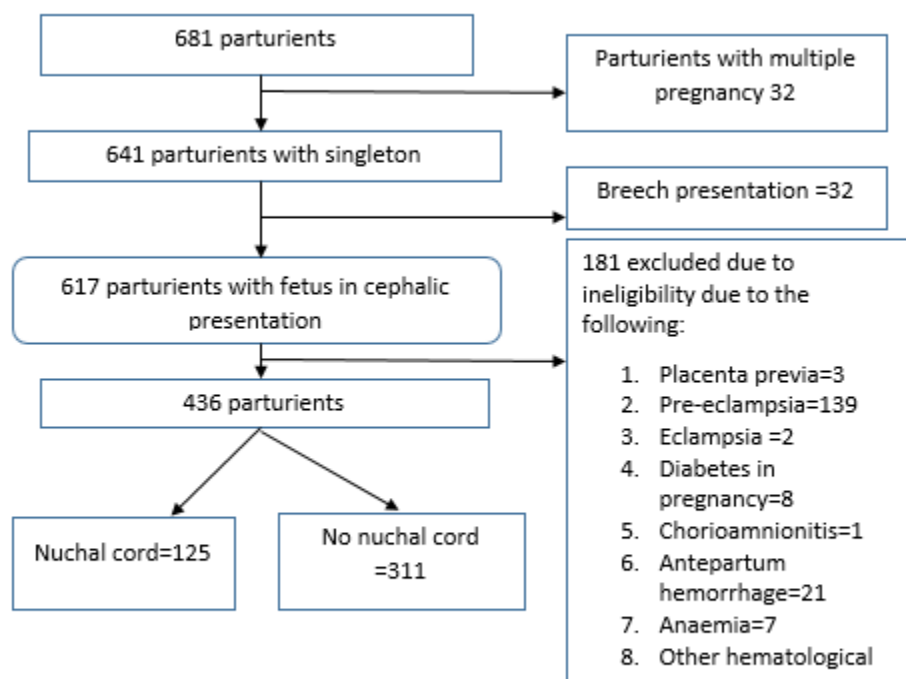 681 parturients
Parturients with multiple
pregnancy 32
641 parturients with singleton
Breech presentation =32
617 parturients with fetus in cephalic
presentation
181 excluded due to
ineligibility due to the
following:
1. Placenta previa=3
2. Pre-eclampsia=139
3. Eclampsia =2
4. Diabetes in
pregnancy=8
5. Chorioamnionitis=1
6. Antepartum
hemorrhage=21
7. Anaemia=7
8. Other hematological
436 parturients
Nuchal cord=125
No nuchal cord
=311